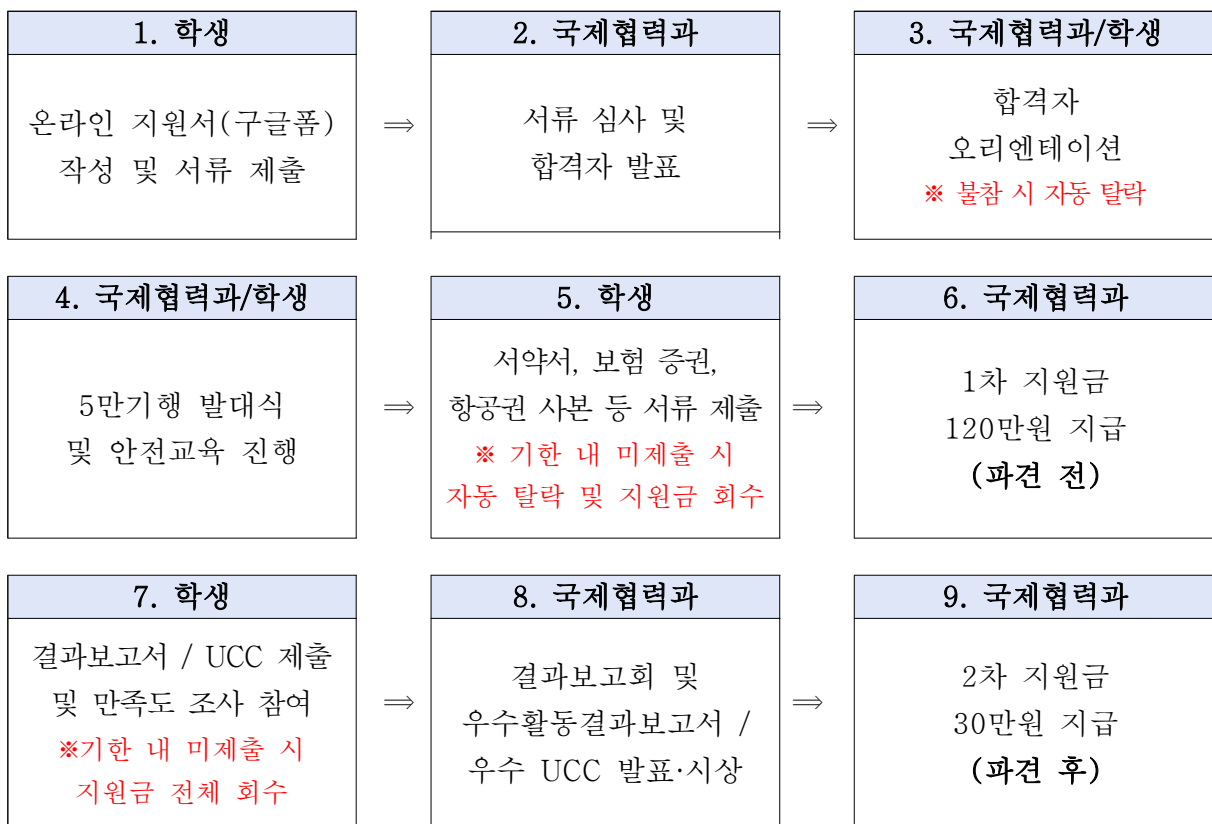 1. 학생
온라인 지원서(구글폼)
작성 및 서류 제출
⇒
2. 국제협력과
서류 심사 및
합격자 발표
⇒
3. 국제협력과/학생
합격자
오리엔테이션
※ 불참 시 자동 탈락
4. 국제협력과/학생
5만기행 발대식
및 안전교육 진행
⇒
5. 학생
서약서, 보험 증권,
항공권 사본 등 서류 제출
※ 기한 내 미제출 시
자동 탈락 및 지원금 회수
⇒
6. 국제협력과
1차 지원금
120만원 지급
(파견 전)
7. 학생
결과보고서 / UCC 제출
및 만족도 조사 참여
※기한 내 미제출 시
지원금 전체 회수
⇒
8. 국제협력과
결과보고회 및
우수활동결과보고서 /
우수 UCC 발표·시상
⇒
9. 국제협력과
2차 지원금
30만원 지급
(파견 후)